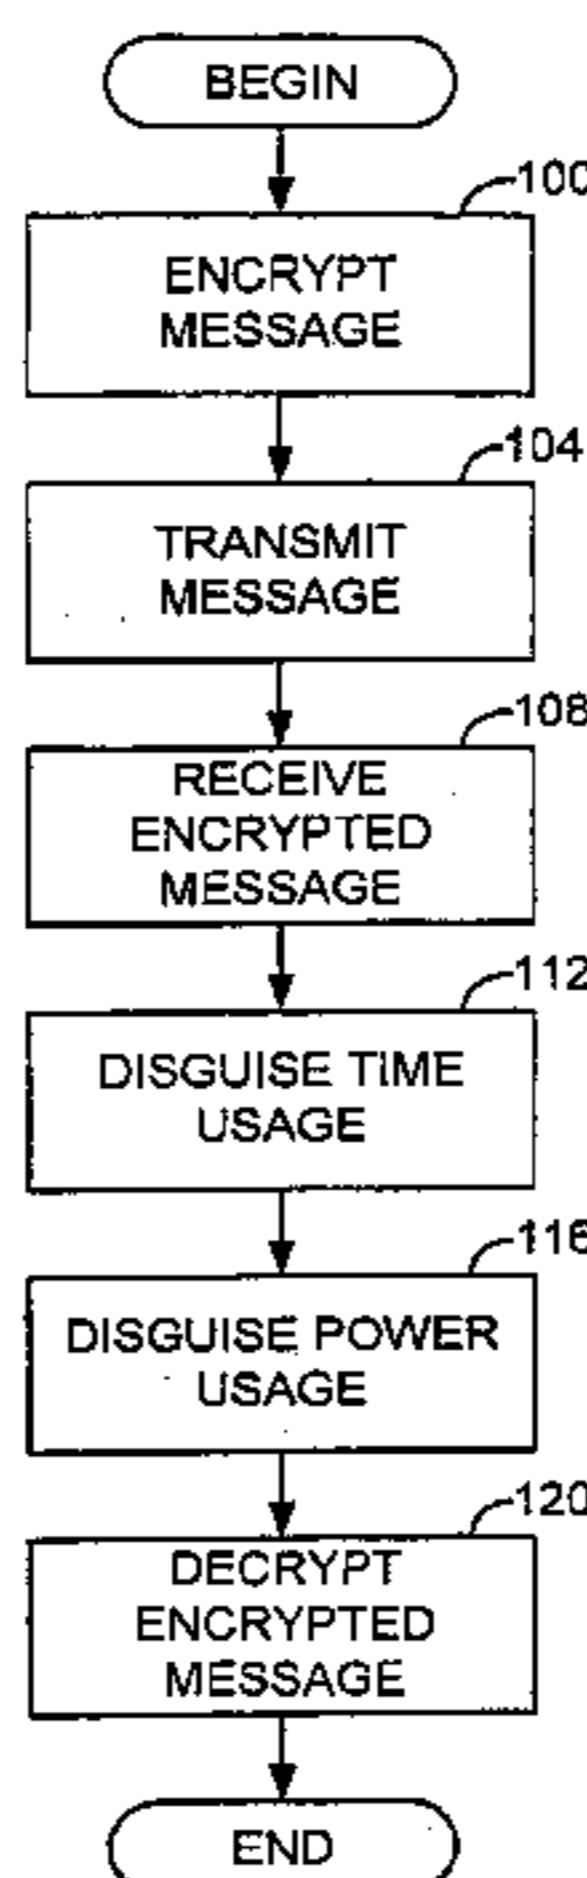 BEGIN
100
ENCRYPT
MESSAGE
104
TRANSMIT
MESSAGE
108
RECEIVE
ENCRYPTED
MESSAGE
112
DISGUISE TIME
USAGE
116
DISGUISE POWER
USAGE
120
DECRYPT
ENCRYPTED
MESSAGE
END